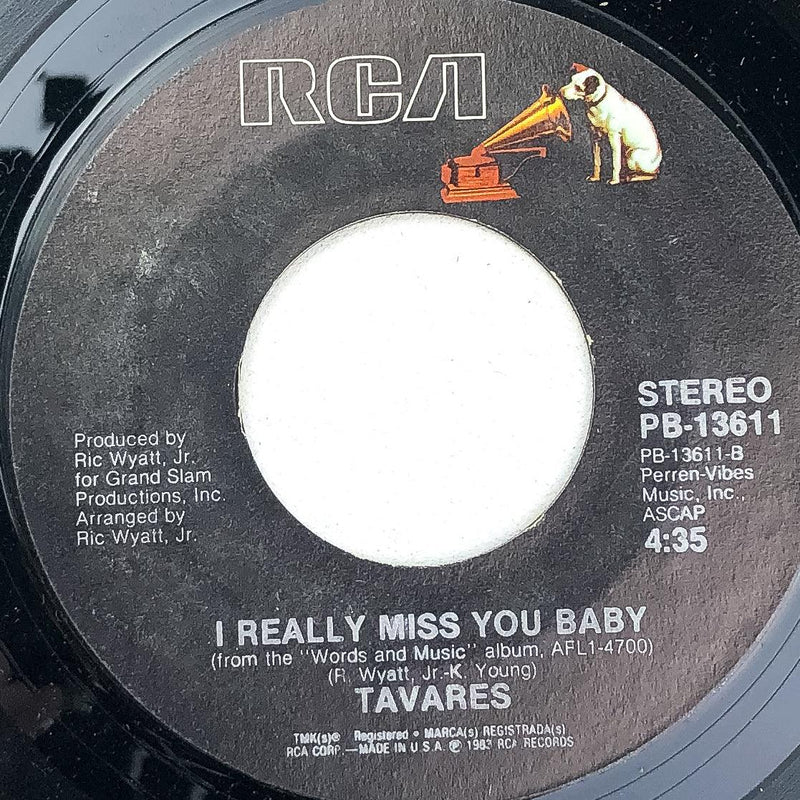 RCA
STEREO
PB-13611
PB-13611-B
Perren-Vibes
Music, Inc.,
ASCAP
4:35
Produced by
Ric Wyatt, Jr.
for Grand Slam
Productions, Inc.
Arranged by
Ric Wyatt, Jr.
I REALLY MISS YOU BABY
(from the "Words and Music" album, AFL1-4700)
(R. Wyatt, Jr.-K. Young)
TAVARES
TMK(s)® Registered • MARCA(s) REGISTRADA(s)
RCA CORP.—MADE IN U.S.A. ℗ 1983 RCA RECORDS